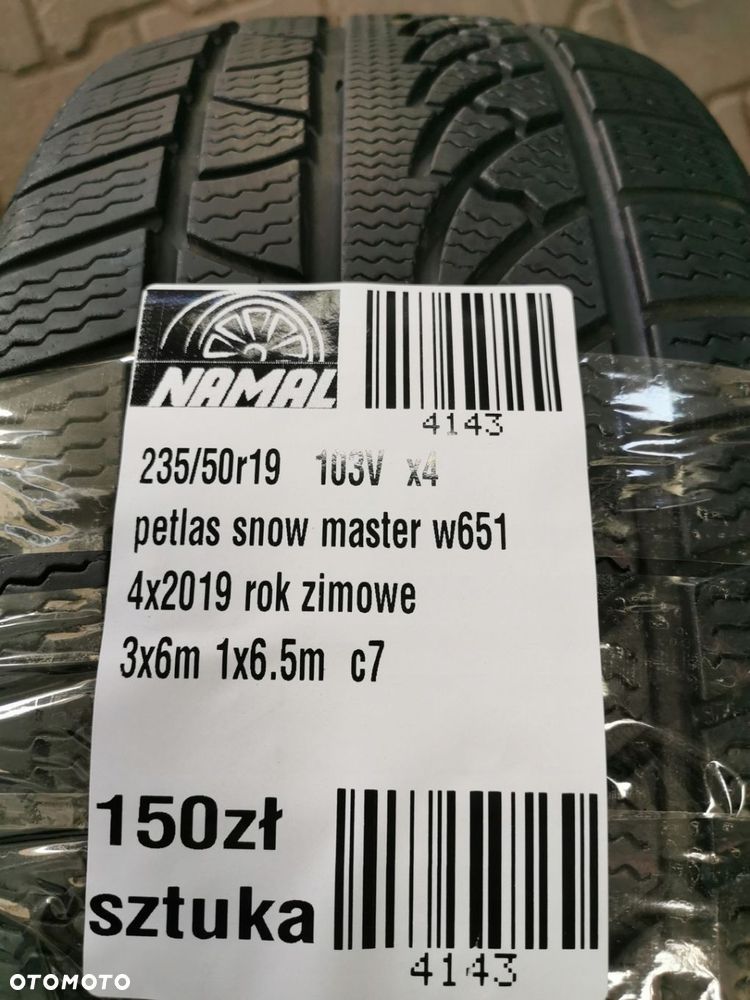 NAMAL
4143
235/50r19 103V x4
petlas snow master w651
4x2019 rok zimowe
3x6m 1x6.5m c7
150zł
sztuka
4143
OTOMOTO